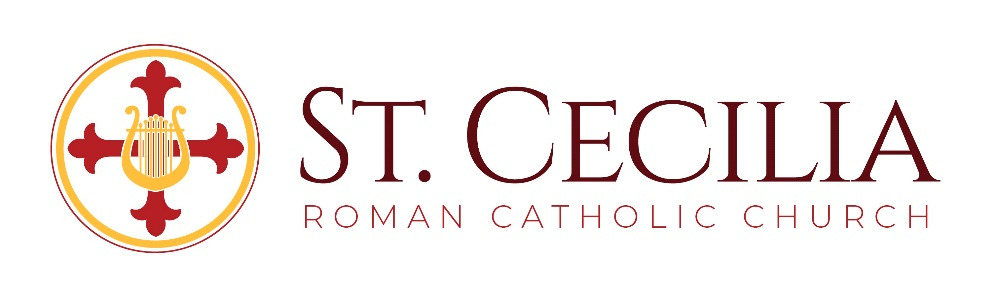 ST. CECILIA
ROMAN CATHOLIC CHURCH